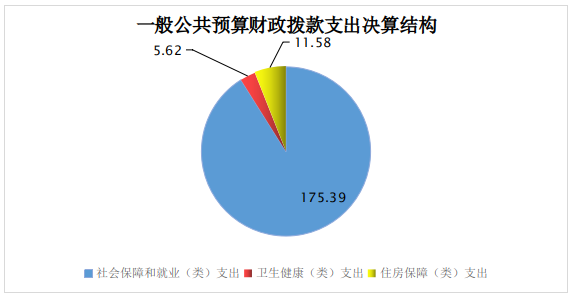 一般公共预算财政拨款支出决算结构
5.62
11.58
175.39
社会保障和就业（类）支出 卫生健康（类）支出 住房保障（类）支出